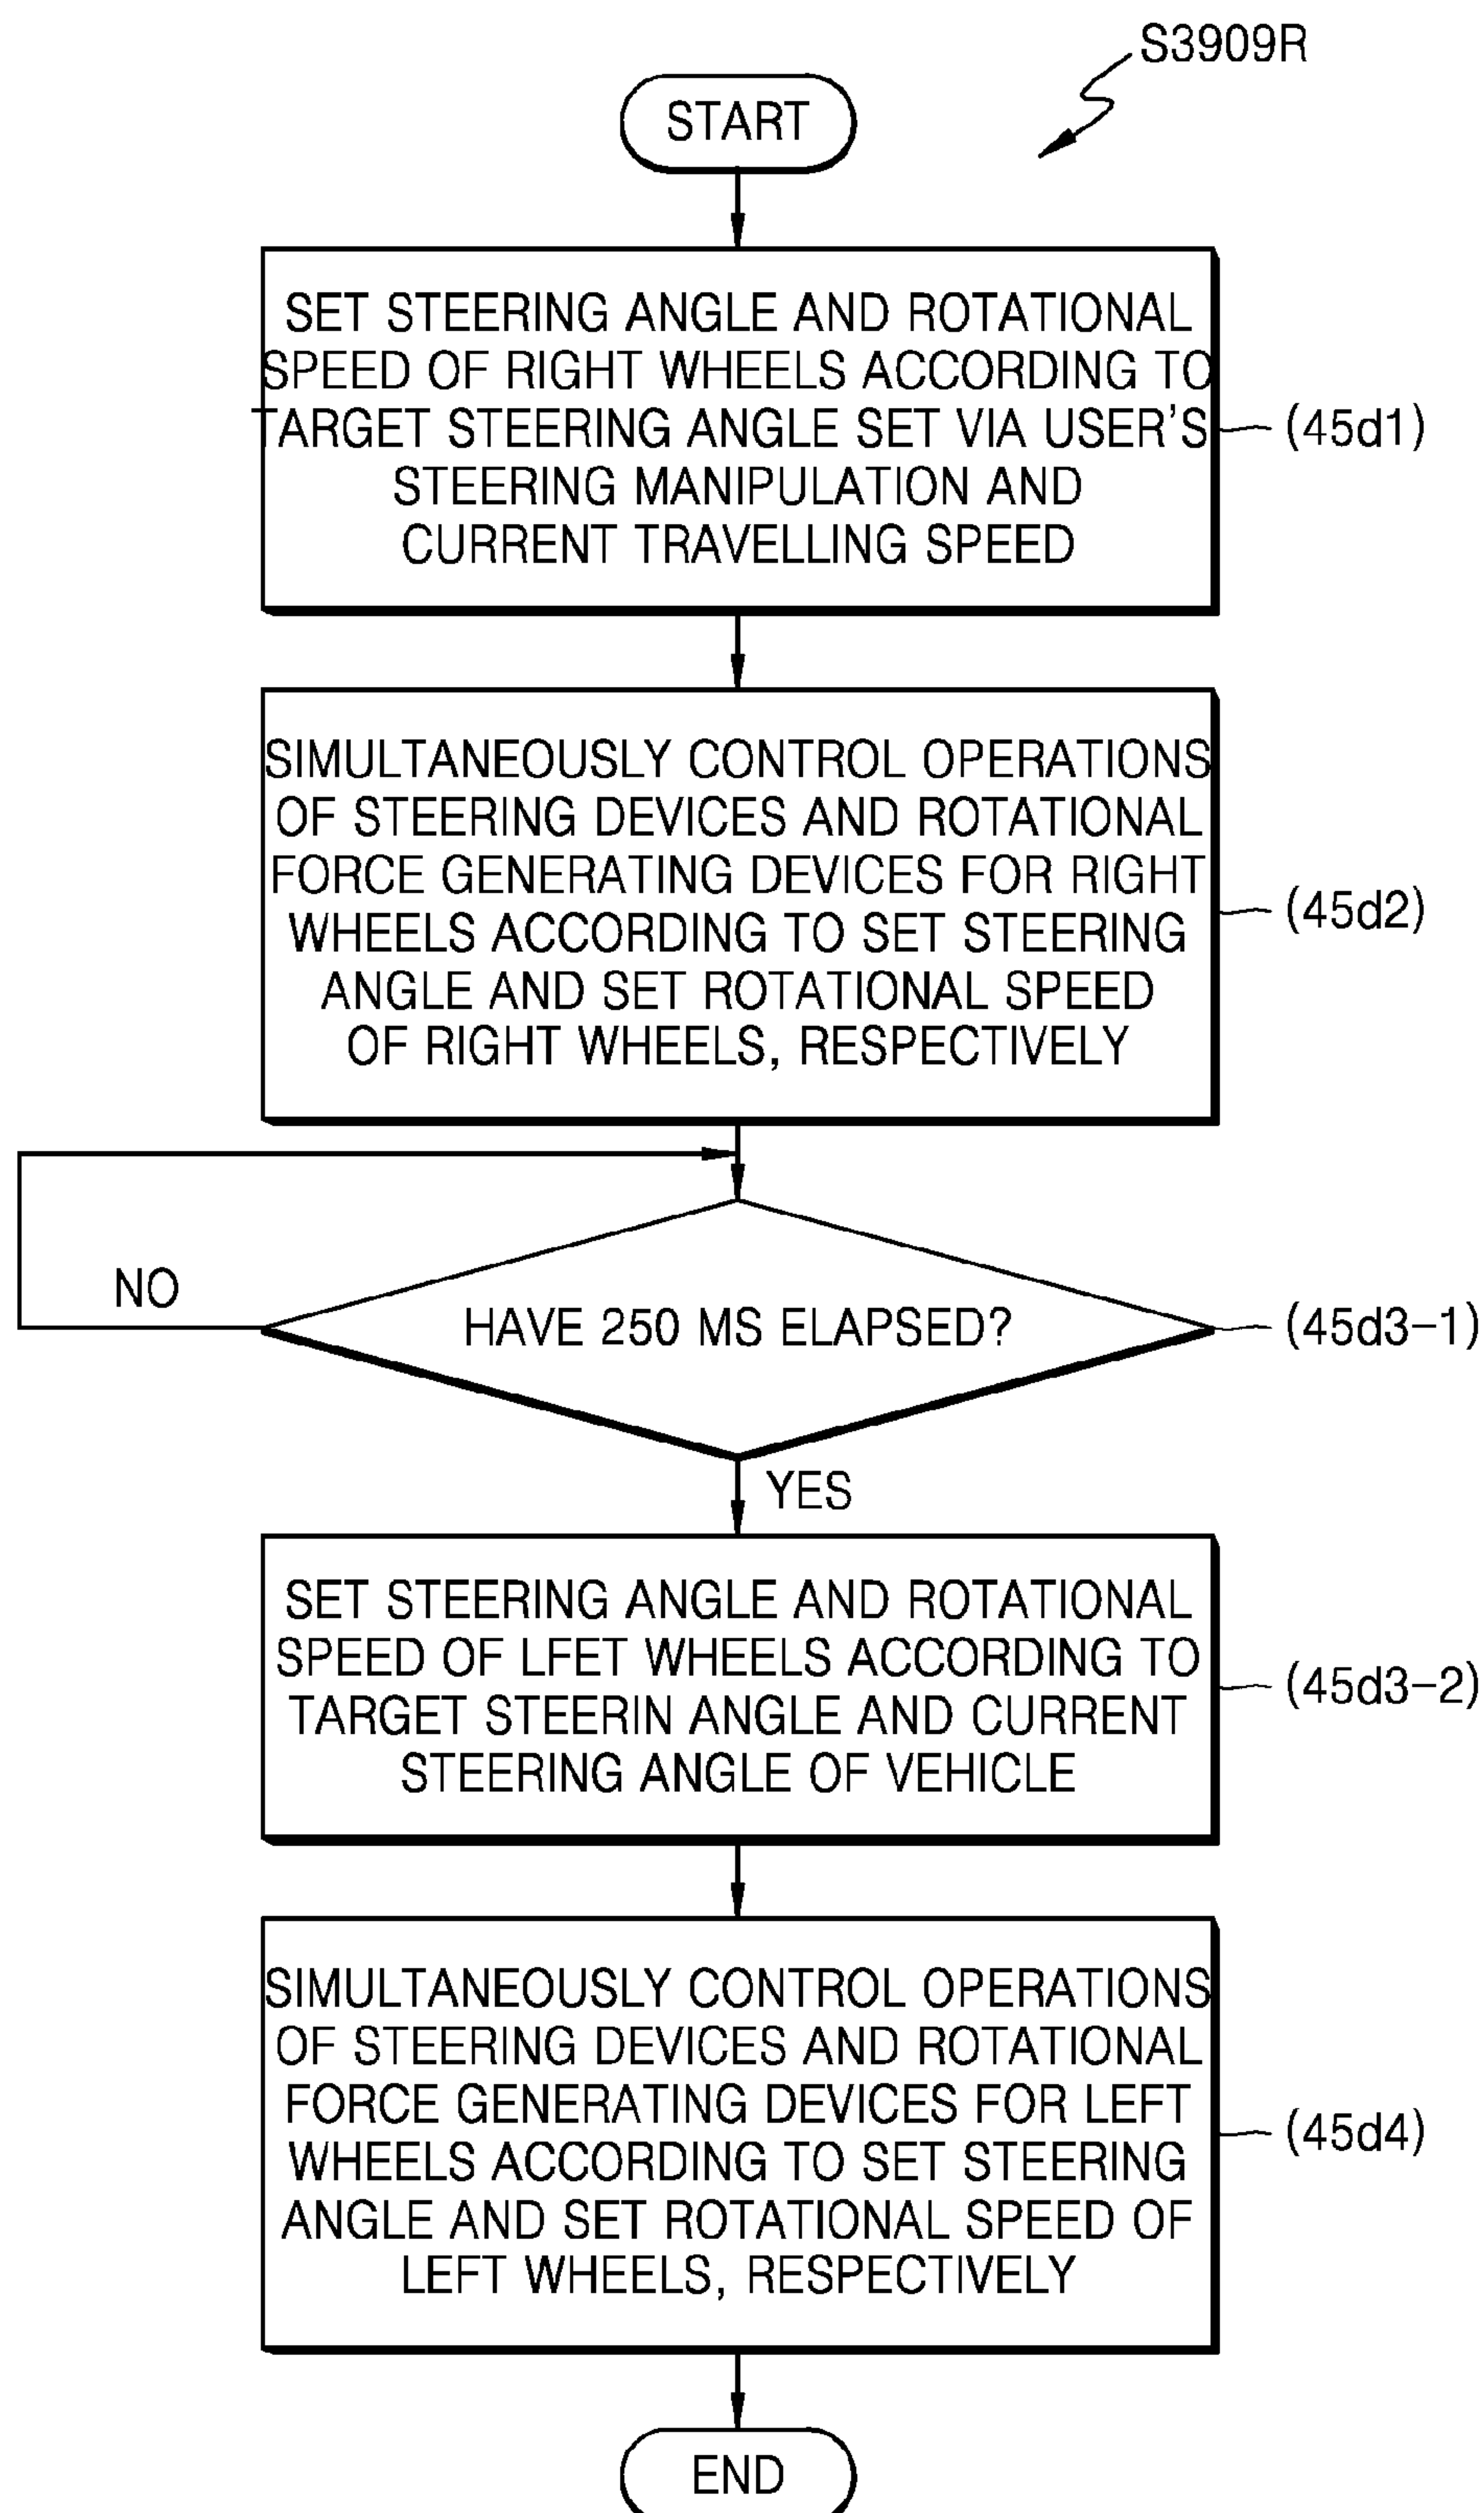 S3909R
START
SET STEERING ANGLE AND ROTATIONAL
SPEED OF RIGHT WHEELS ACCORDING TO
TARGET STEERING ANGLE SET VIA USER'S
STEERING MANIPULATION AND
CURRENT TRAVELLING SPEED
(45d1)
SIMULTANEOUSLY CONTROL OPERATIONS
OF STEERING DEVICES AND ROTATIONAL
FORCE GENERATING DEVICES FOR RIGHT
WHEELS ACCORDING TO SET STEERING
ANGLE AND SET ROTATIONAL SPEED
OF RIGHT WHEELS, RESPECTIVELY
(45d2)
NO
HAVE 250 MS ELAPSED?
(45d3-1)
YES
SET STEERING ANGLE AND ROTATIONAL
SPEED OF LFET WHEELS ACCORDING TO
TARGET STEERIN ANGLE AND CURRENT
STEERING ANGLE OF VEHICLE
(45d3-2)
SIMULTANEOUSLY CONTROL OPERATIONS
OF STEERING DEVICES AND ROTATIONAL
FORCE GENERATING DEVICES FOR LEFT
WHEELS ACCORDING TO SET STEERING
ANGLE AND SET ROTATIONAL SPEED OF
LEFT WHEELS, RESPECTIVELY
(45d4)
END